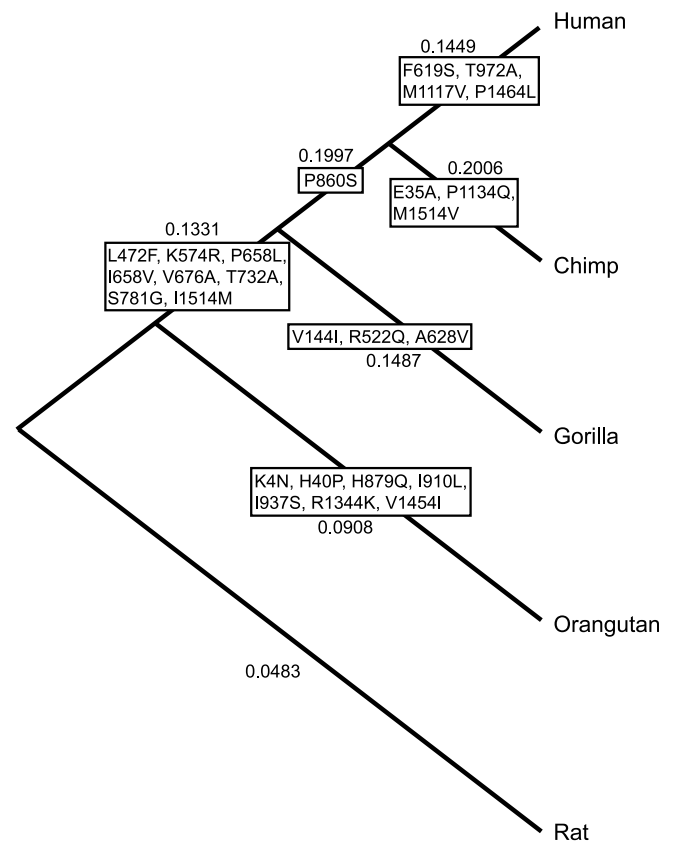 Human
0.1449
F619S, T972A,
M1117V, P1464L
0.1997
P860S
0.2006
E35A, P1134Q,
M1514V
Chimp
0.1331
L472F, K574R, P658L,
I658V, V676A, T732A,
S781G, I1514M
V144I, R522Q, A628V
0.1487
Gorilla
K4N, H40P, H879Q, I910L,
I937S, R1344K, V1454I
0.0908
Orangutan
0.0483
Rat